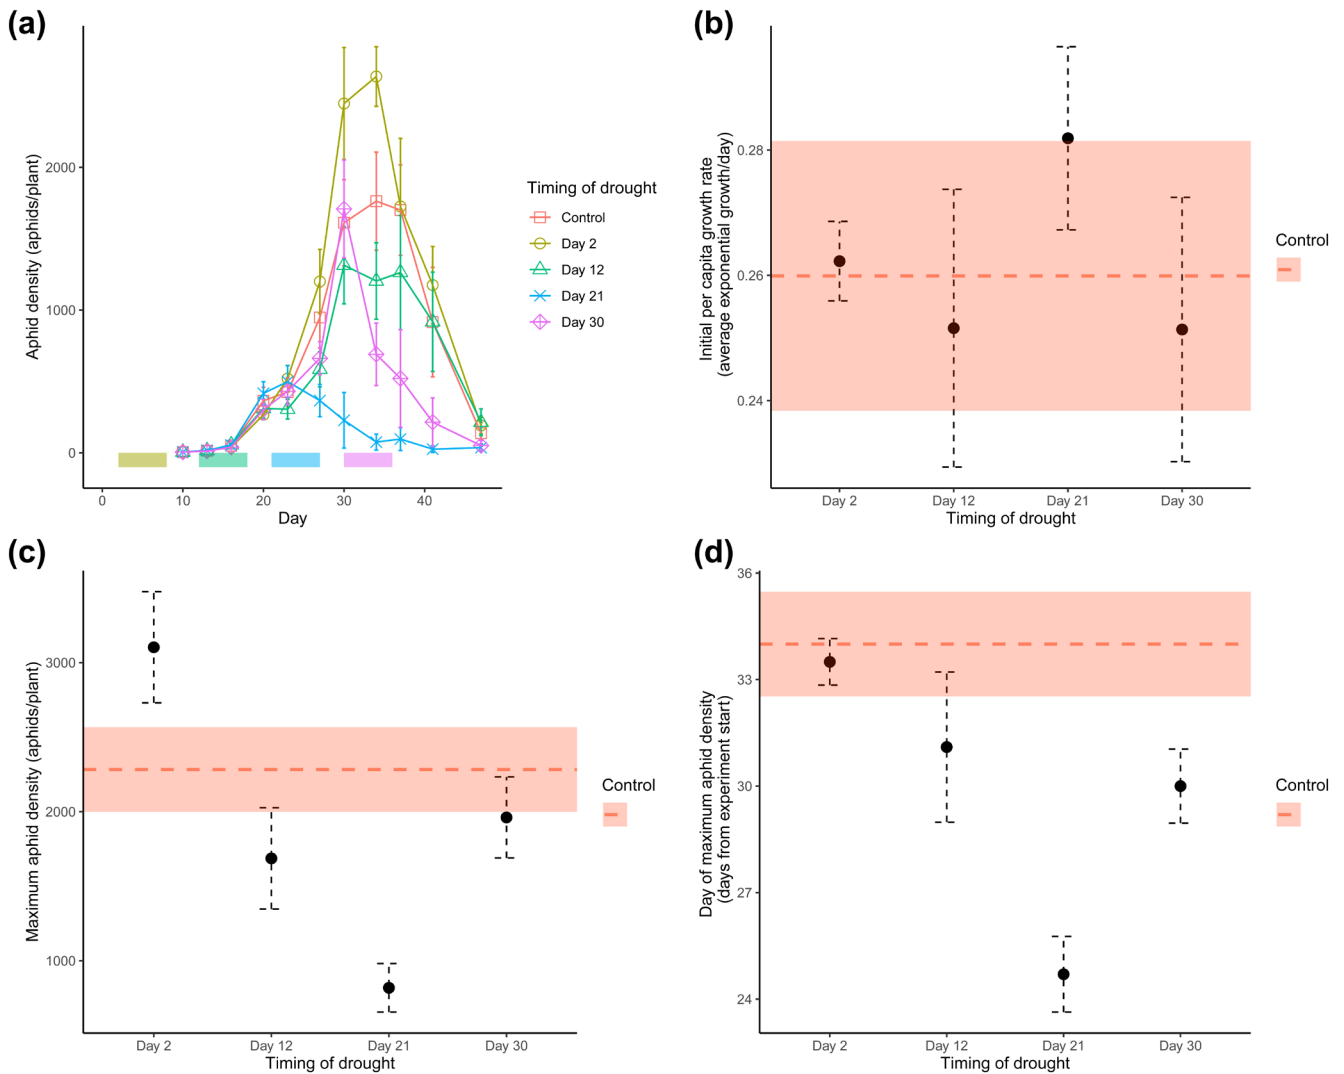 (a)
Aphid density (aphids/plant)
2000
1000
0
0 10 20 30 40
Day
Timing of drought
Control
Day 2
Day 12
Day 21
Day 30
(b)
Initial per capita growth rate
(average exponential growth/day)
0.28
0.26
0.24
Day 2 Day 12 Day 21 Day 30
Timing of drought
Control
(c)
Maximum aphid density (aphids/plant)
3000
2000
1000
Day 2 Day 12 Day 21 Day 30
Timing of drought
Control
(d)
Day of maximum aphid density
(days from experiment start)
36
33
30
27
24
Day 2 Day 12 Day 21 Day 30
Timing of drought
Control